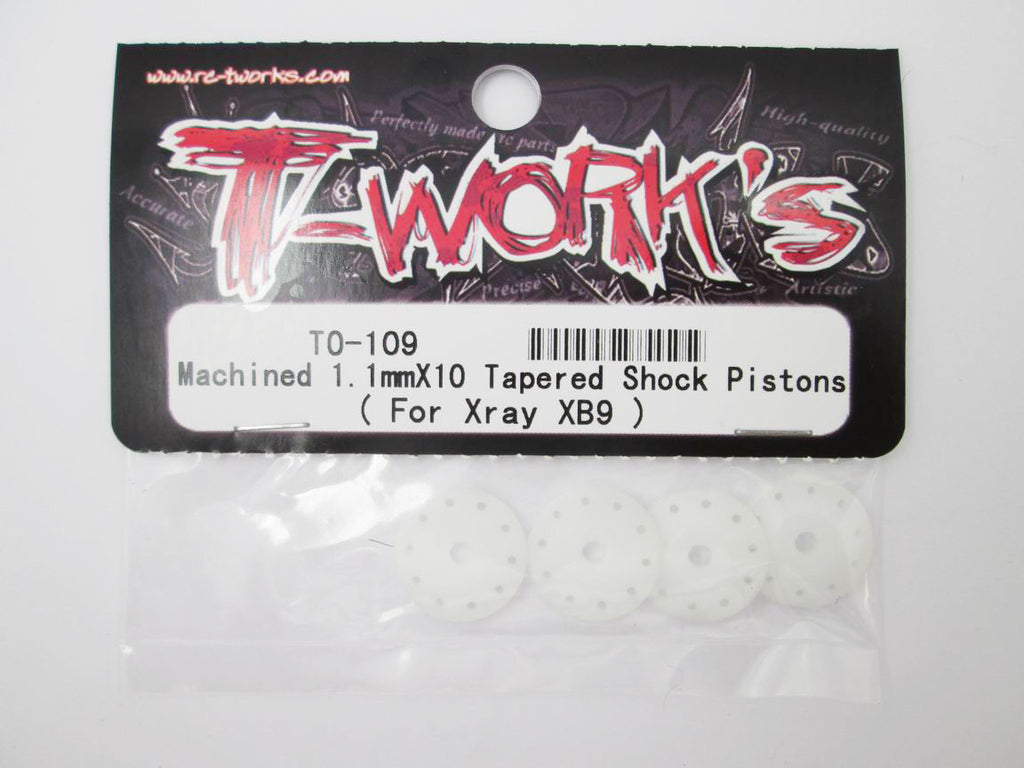 www.rc-tworks.com
Perfectly made rc parts
High-quality
T-WORK'S
Accurate
Precise
Artistic
TO-109
Machined 1.1mmX10 Tapered Shock Pistons
( For Xray XB9 )